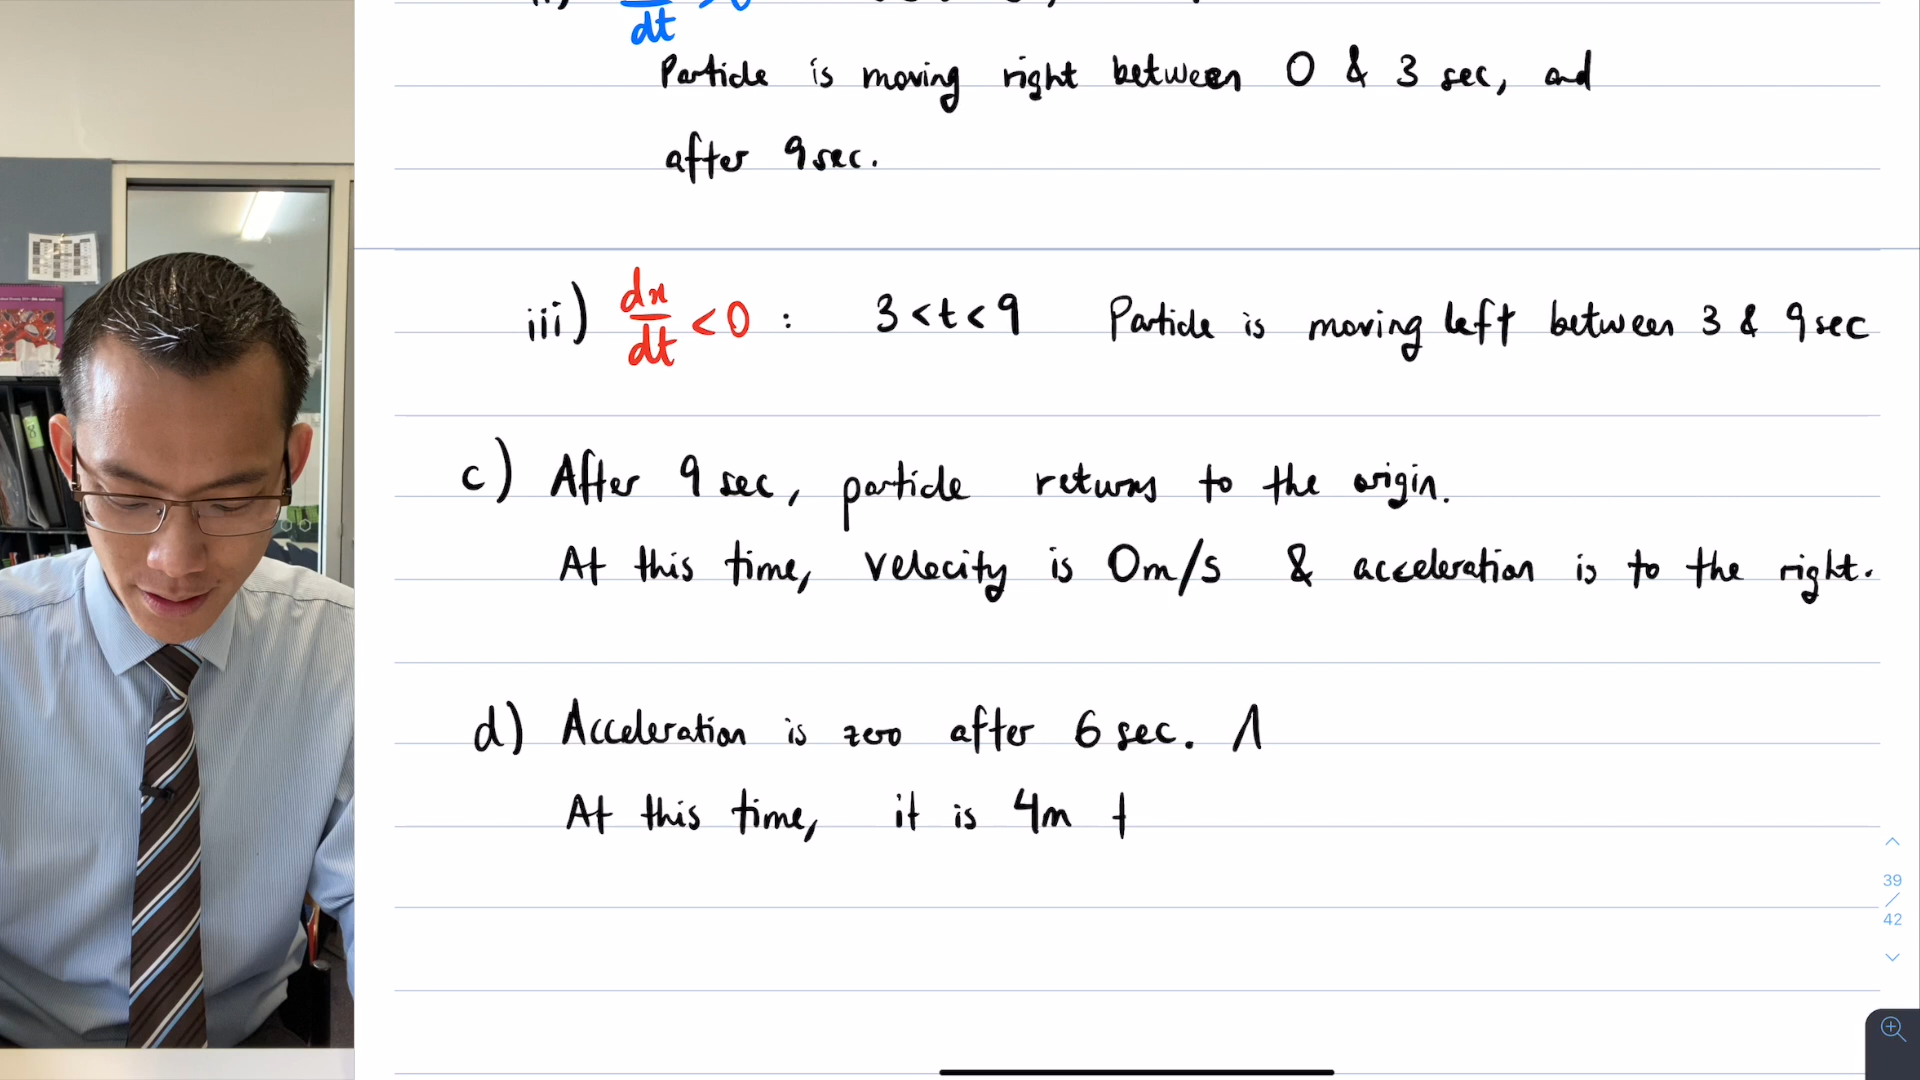 dt
Particle is moving right between 0 & 3 sec, and
after 9 sec.
iii) dx/dt < 0 : 3 < t < 9 Particle is moving left between 3 & 9 sec
c) After 9 sec, particle returns to the origin.
At this time, velocity is 0m/s & acceleration is to the right.
d) Acceleration is zero after 6 sec. Λ
At this time, it is 4m t
39
/
42